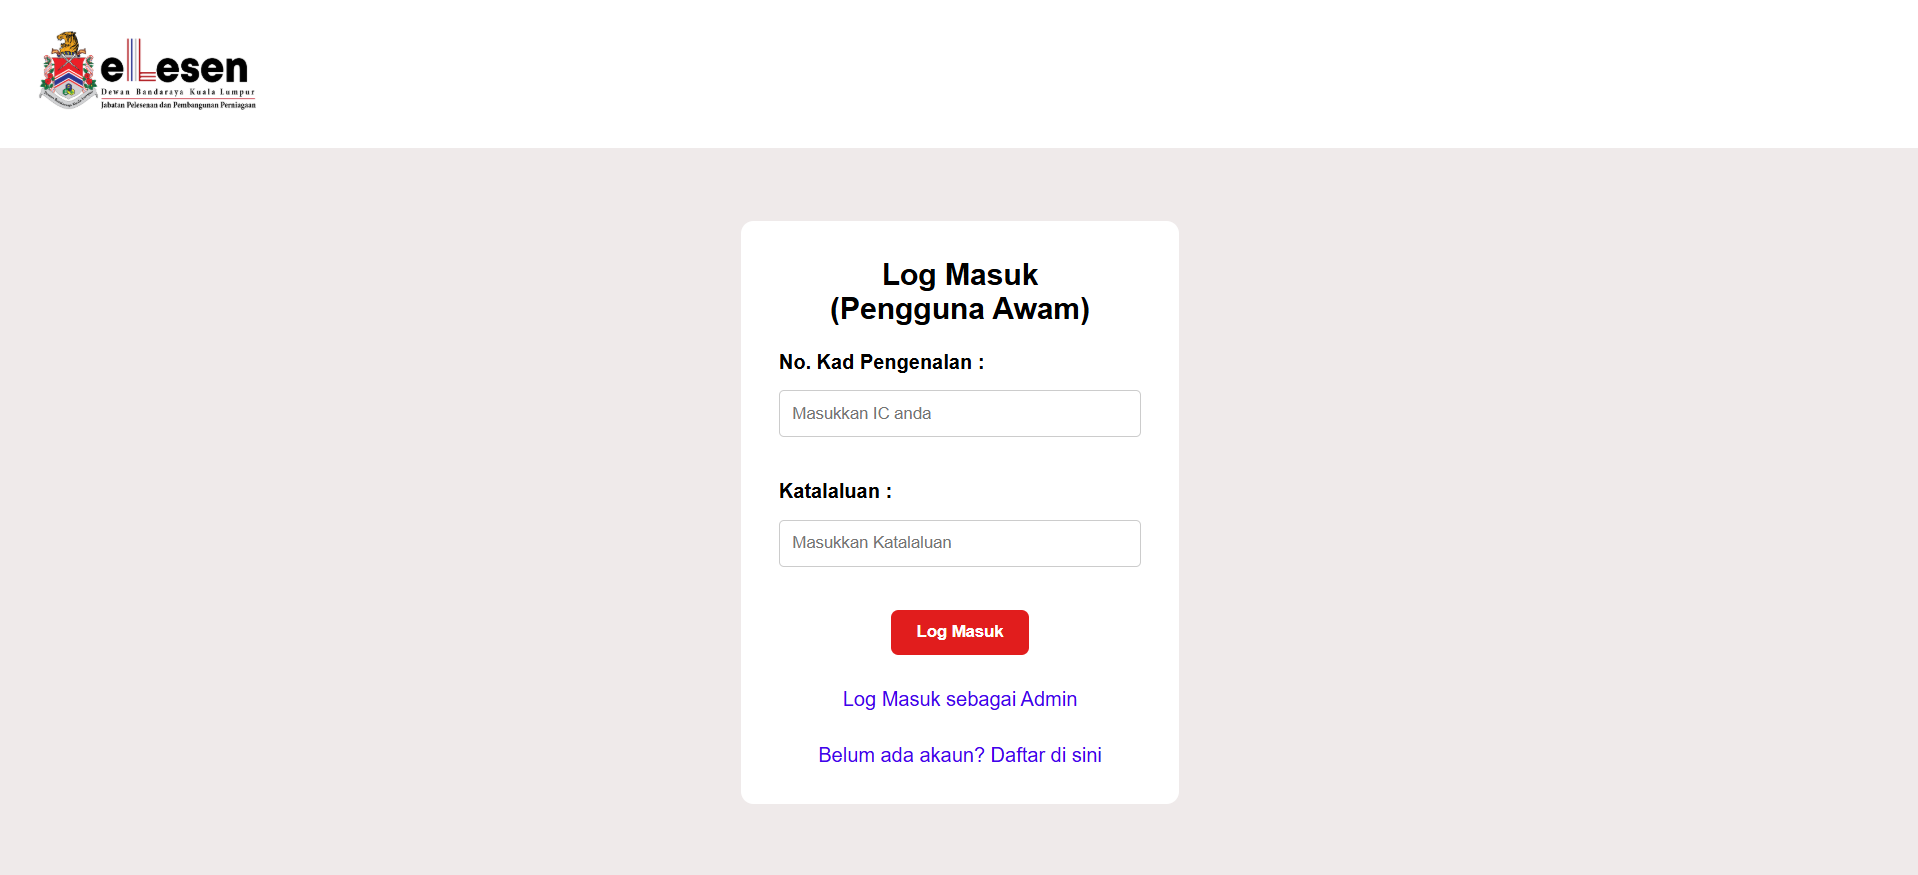 eLesen
Dewan Bandaraya Kuala Lumpur
Jabatan Pelesenan dan Pembangunan Perniagaan
Log Masuk
(Pengguna Awam)
No. Kad Pengenalan :
Masukkan IC anda
Katalaluan :
Masukkan Katalaluan
Log Masuk
Log Masuk sebagai Admin
Belum ada akaun? Daftar di sini